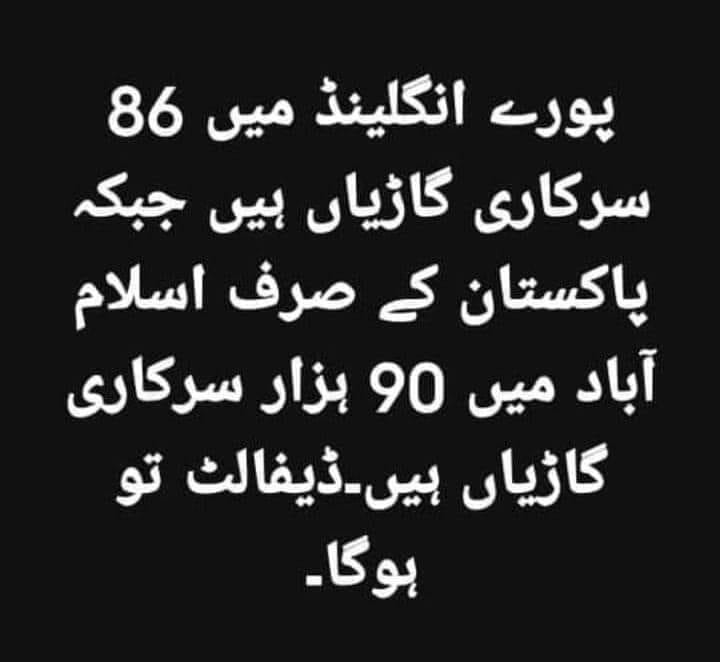 پورے انگلینڈ میں 86
سرکاری گاڑیاں ہیں جبکہ
پاکستان کے صرف اسلام
آباد میں 90 ہزار سرکاری
گاڑیاں ہیں۔ڈیفالٹ تو
ہوگا۔